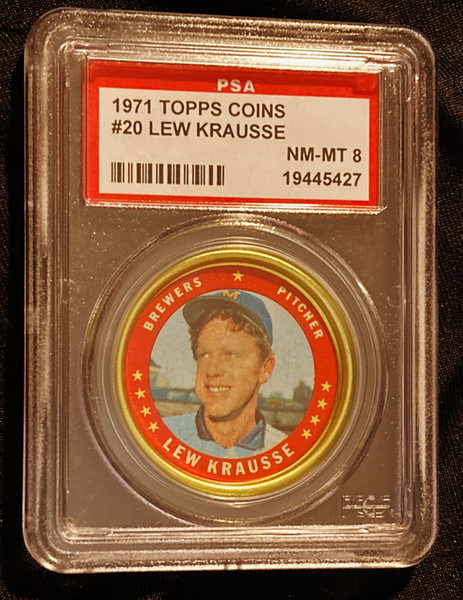 PSA
1971 TOPPS COINS
#20 LEW KRAUSSE
NM-MT 8
19445427
BREWERS ★ PITCHER
M
LEW KRAUSSE